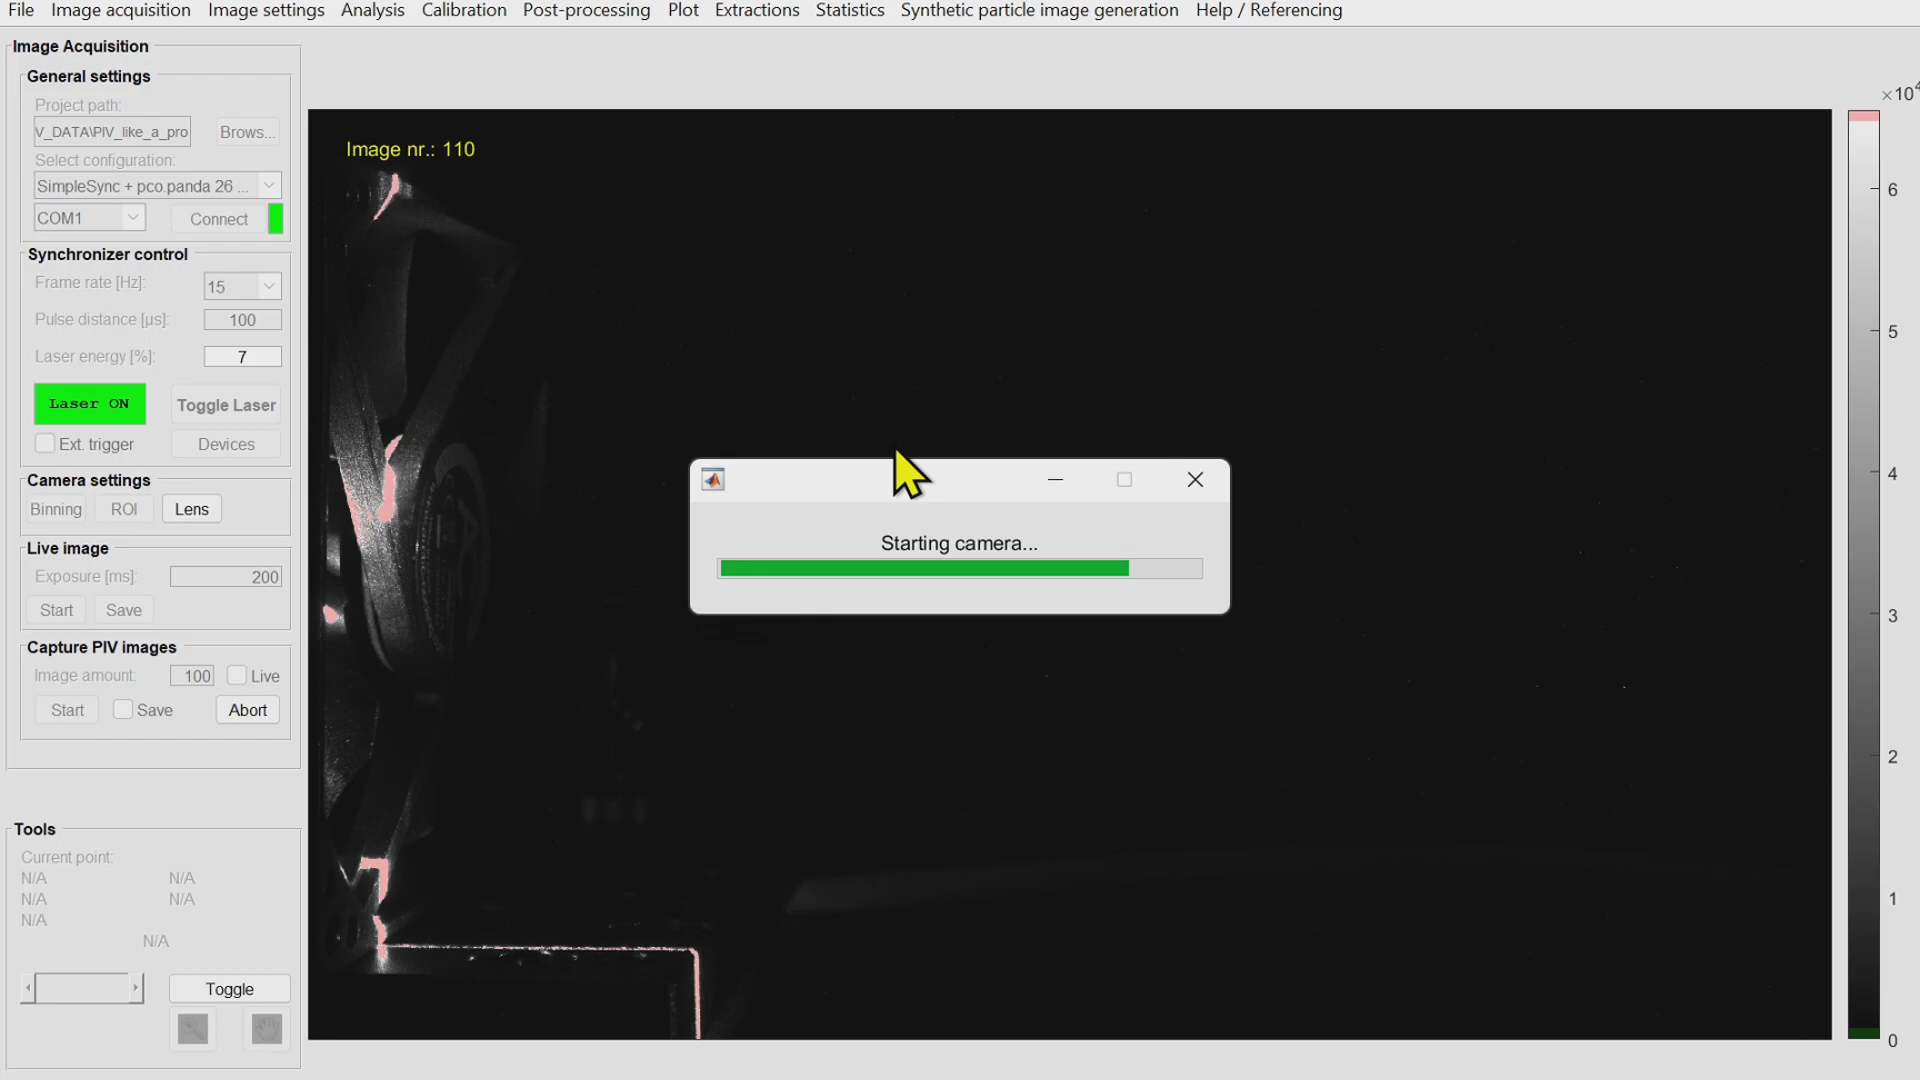 File Image acquisition Image settings Analysis Calibration Post-processing Plot Extractions Statistics Synthetic particle image generation Help / Referencing
Image Acquisition
General settings
Project path:
V_DATA\PIV_like_a_pro Brows...
Select configuration:
SimpleSync + pco.panda 26 ...
COM1 Connect
Synchronizer control
Frame rate [Hz]: 15
Pulse distance [µs]: 100
Laser energy [%]: 7
Laser ON Toggle Laser
Ext. trigger Devices
Camera settings
Binning ROI Lens
Live image
Exposure [ms]: 200
Start Save
Capture PIV images
Image amount: 100 Live
Start Save Abort
Tools
Current point:
N/A N/A
N/A N/A
N/A
N/A
Toggle
Image nr.: 110
Starting camera...
×10⁴
6
5
4
3
2
1
0